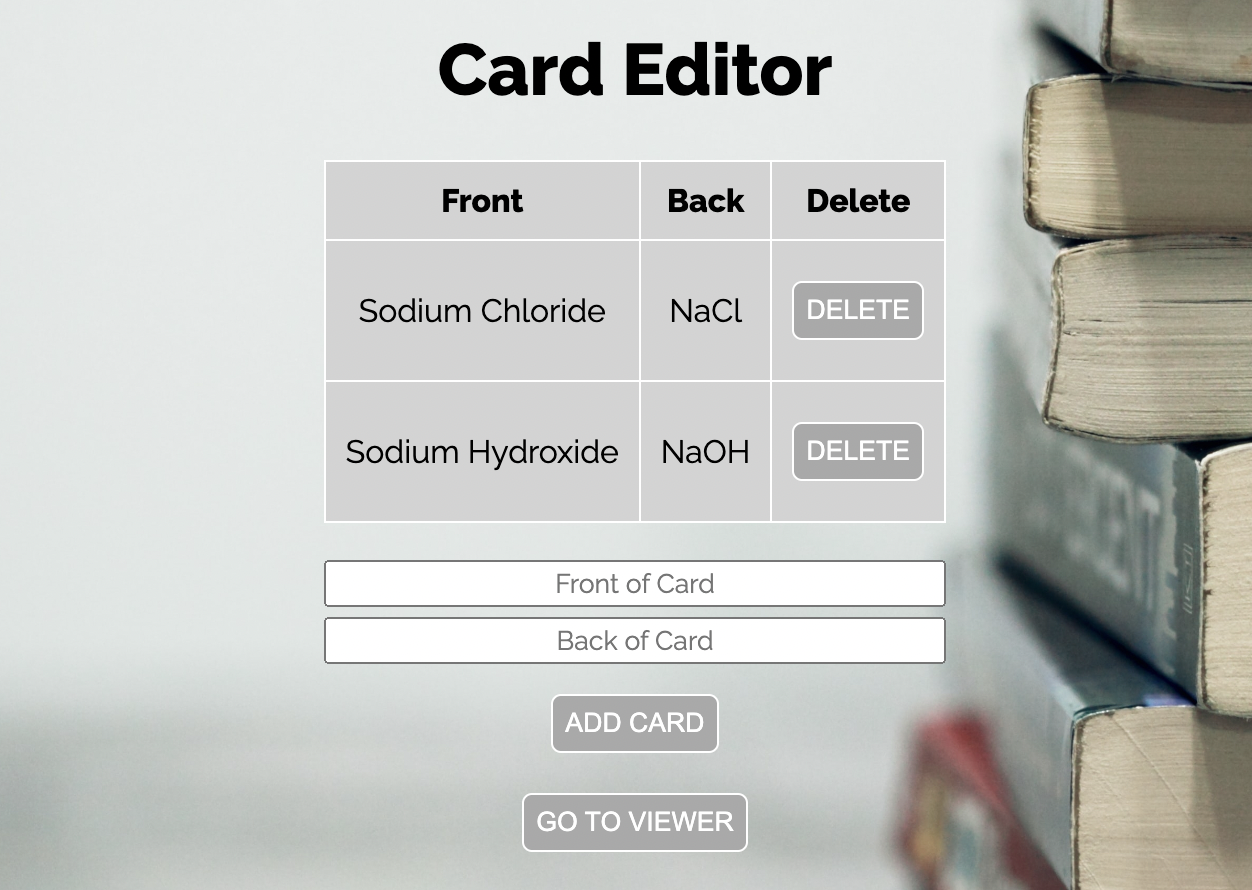 Card Editor
Front Back Delete
Sodium Chloride NaCl DELETE
Sodium Hydroxide NaOH DELETE
Front of Card
Back of Card
ADD CARD
GO TO VIEWER